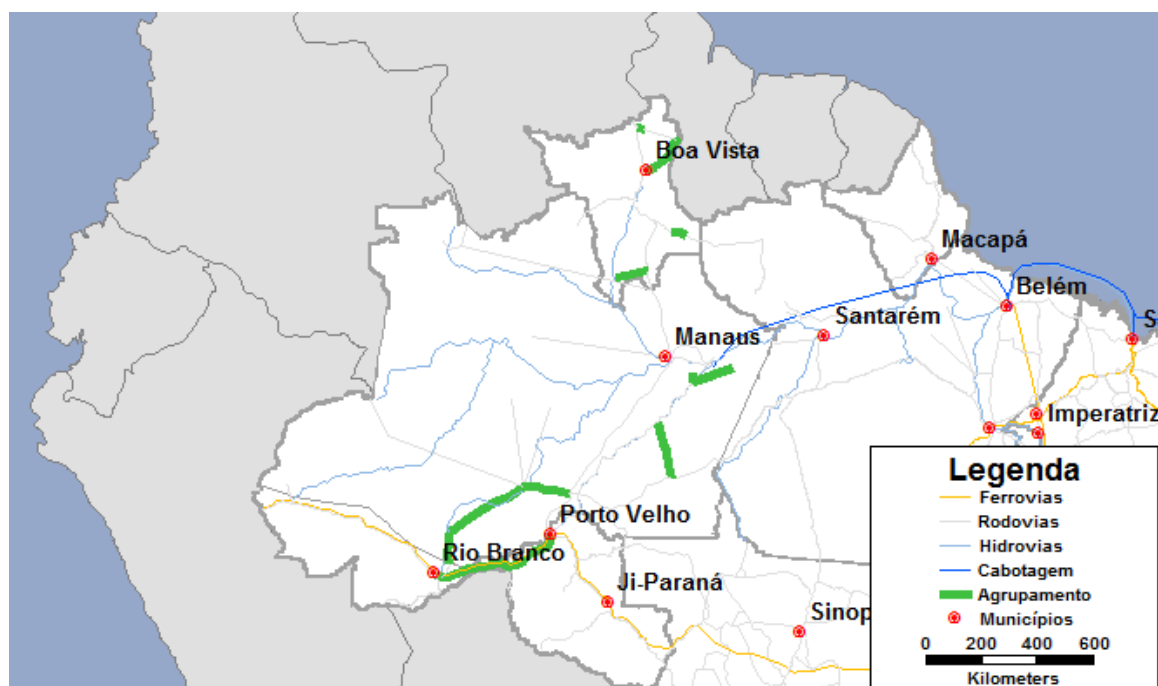 Boa Vista
Macapá
Belém
Santarém
S
Manaus
Imperatriz
Porto Velho
Rio Branco
Ji-Paraná
Sinop
Legenda
Ferrovias
Rodovias
Hidrovias
Cabotagem
Agrupamento
Municípios
0 200 400 600
Kilometers